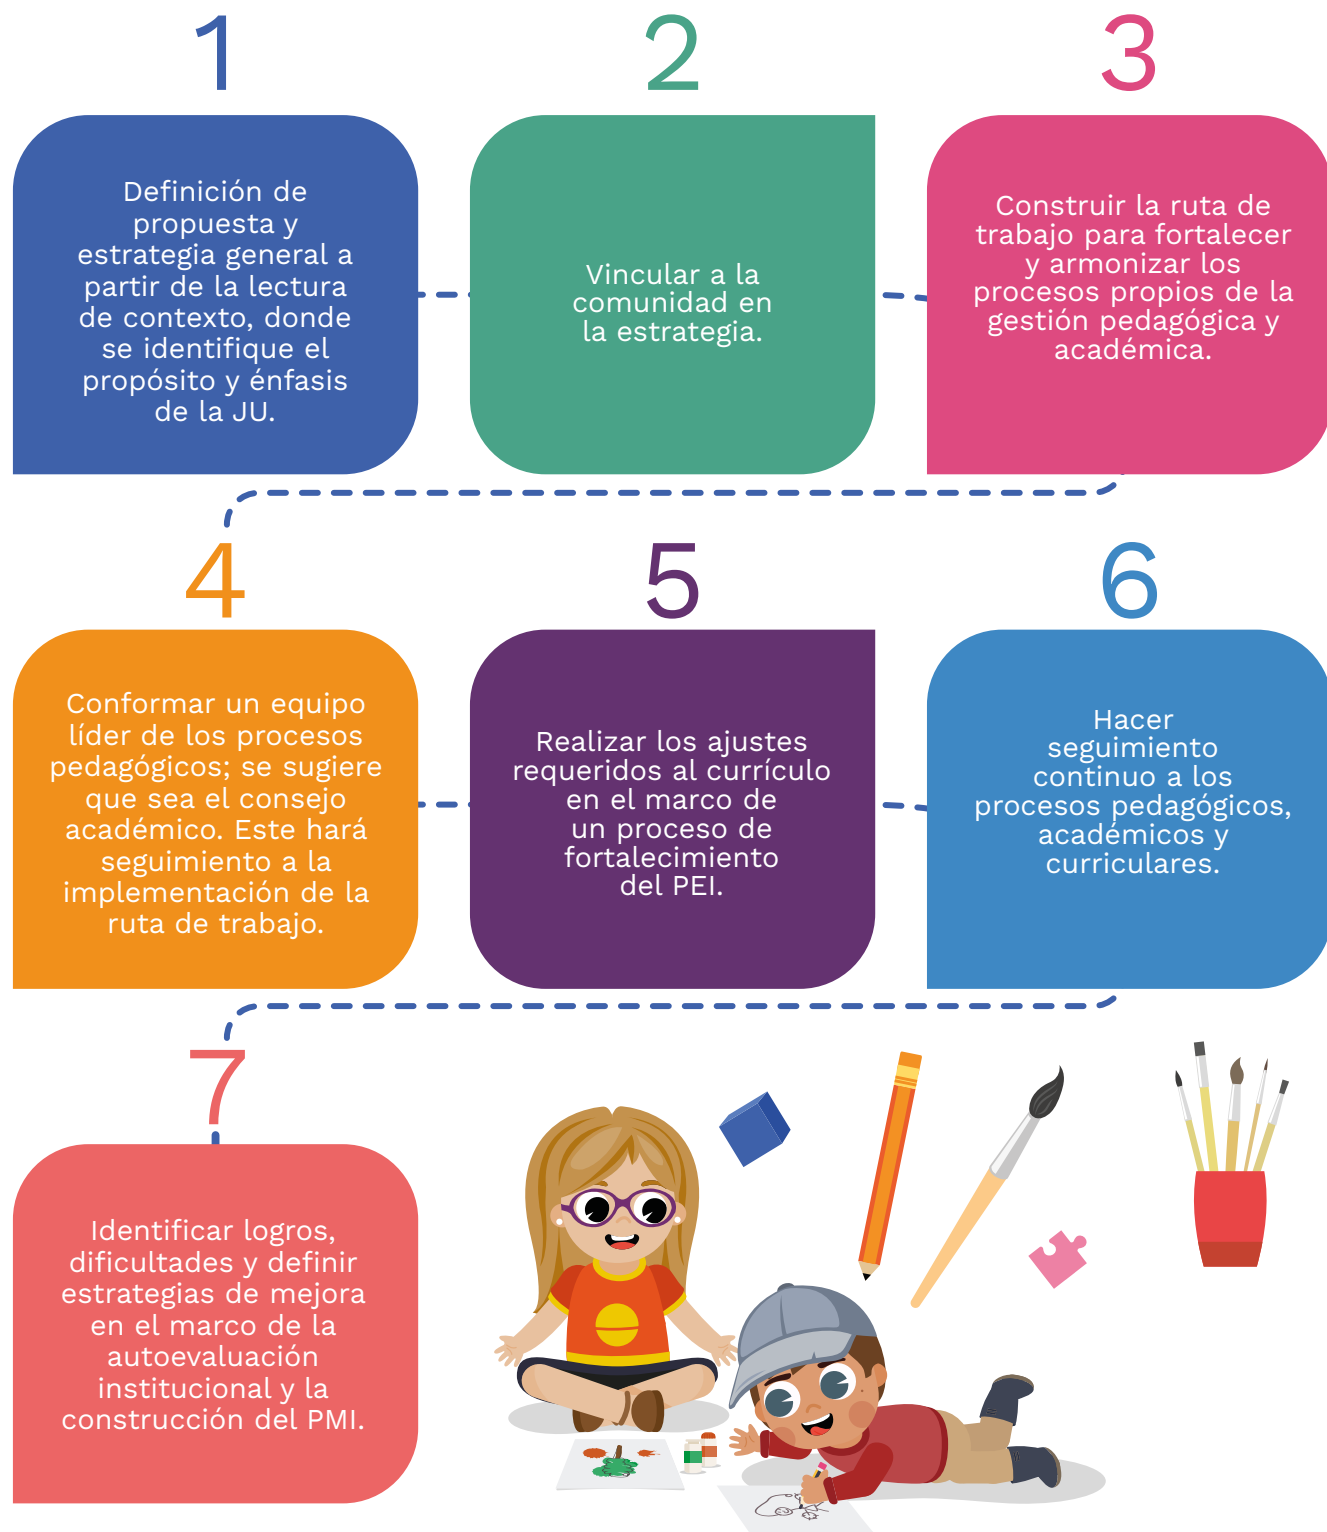 1
Definición de
propuesta y
estrategia general a
partir de la lectura
de contexto, donde
se identifique el
propósito y énfasis
de la JU.
2
Vincular a la
comunidad en
la estrategia.
3
Construir la ruta de
trabajo para fortalecer
y armonizar los
procesos propios de la
gestión pedagógica y
académica.
4
Conformar un equipo
líder de los procesos
pedagógicos; se sugiere
que sea el consejo
académico. Este hará
seguimiento a la
implementación de la
ruta de trabajo.
5
Realizar los ajustes
requeridos al currículo
en el marco de
un proceso de
fortalecimiento
del PEI.
6
Hacer
seguimiento
continuo a los
procesos pedagógicos,
académicos y
curriculares.
7
Identificar logros,
dificultades y definir
estrategias de mejora
en el marco de la
autoevaluación
institucional y la
construcción del PMI.